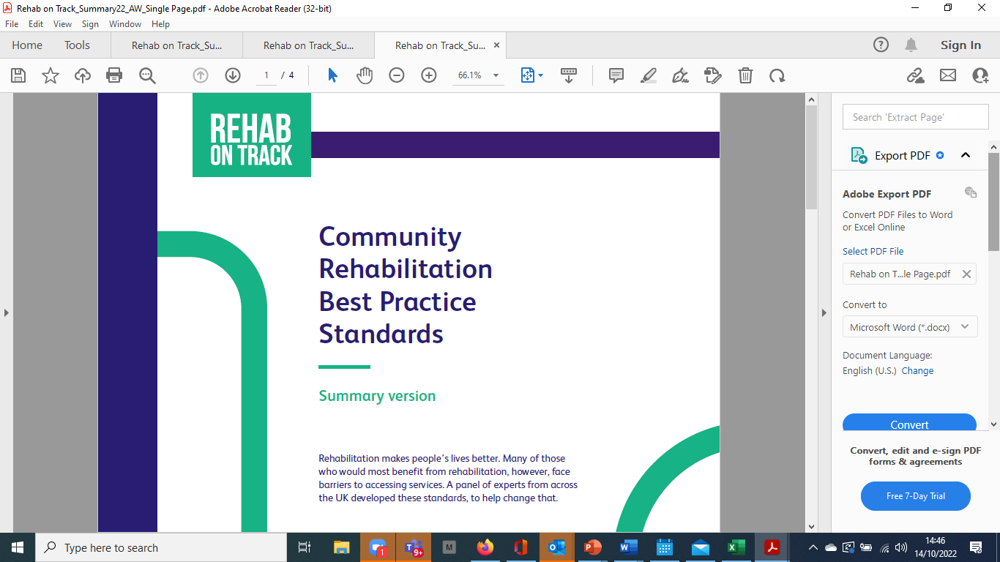 Rehab on Track_Summary22_AW_Single Page.pdf - Adobe Acrobat Reader (32-bit)
File Edit View Sign Window Help
Home Tools Rehab on Track_Su... Rehab on Track_Su... Rehab on Track_Su... Sign In
1 / 4 66.1%
REHAB
ON TRACK
Community
Rehabilitation
Best Practice
Standards
Summary version
Rehabilitation makes people's lives better. Many of those
who would most benefit from rehabilitation, however, face
barriers to accessing services. A panel of experts from across
the UK developed these standards, to help change that.
Search 'Extract Page'
Export PDF
Adobe Export PDF
Convert PDF Files to Word
or Excel Online
Select PDF File
Rehab on T...le Page.pdf
Convert to
Microsoft Word (*.docx)
Document Language:
English (U.S.) Change
Convert
Convert, edit and e-sign PDF
forms & agreements
Free 7-Day Trial
Type here to search
1
9+
M
14:46
14/10/2022